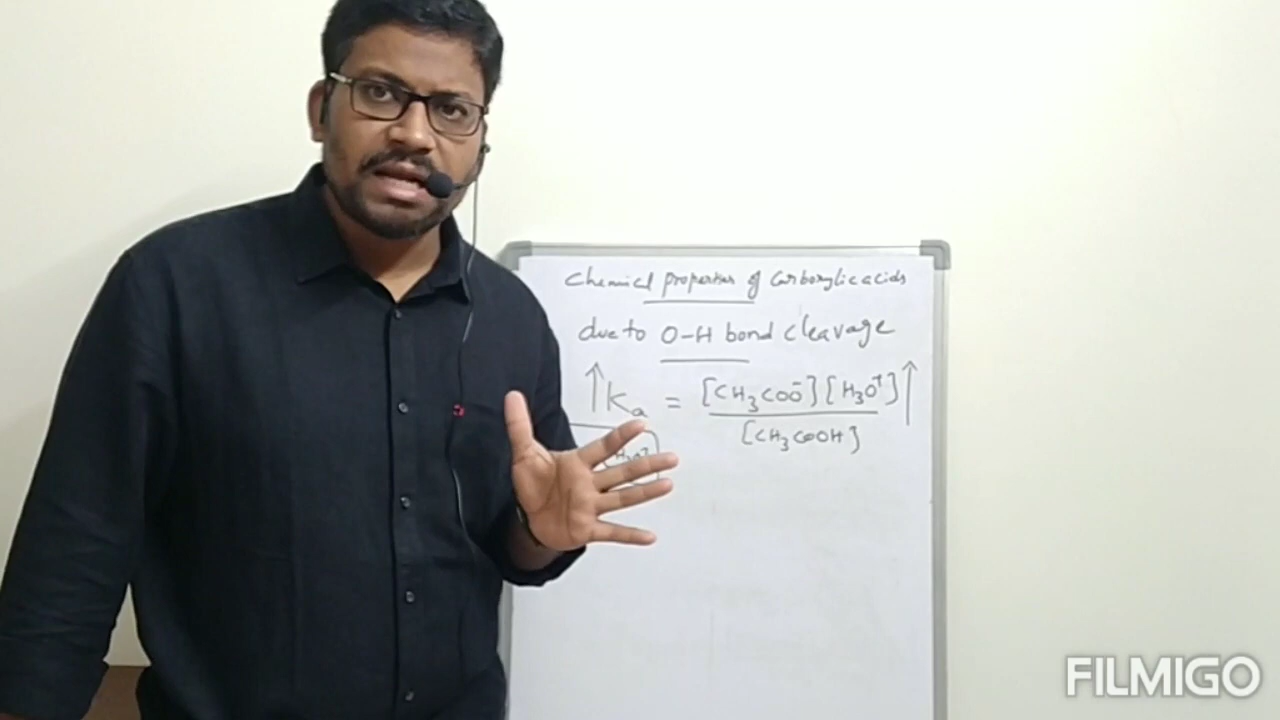 Chemical properties of Carboxylic acids
due to O-H bond cleavage
↑ Ka = [CH₃COO⁻][H₃O⁺] ↑
[CH₃COOH]
FILMIGO